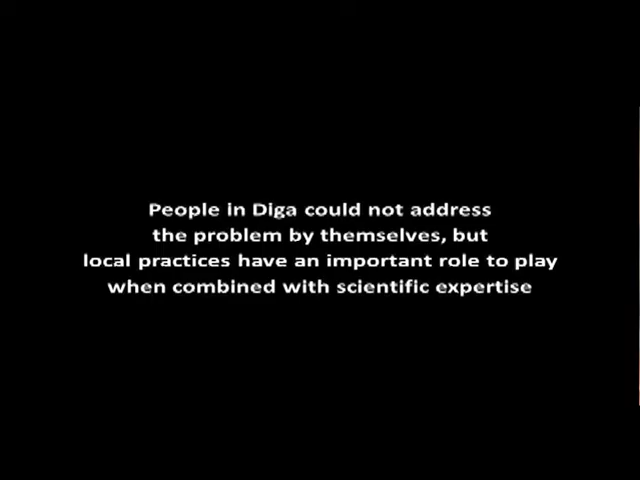 People in Diga could not address
the problem by themselves, but
local practices have an important role to play
when combined with scientific expertise